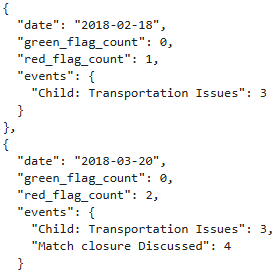 {
  "date": "2018-02-18",
  "green_flag_count": 0,
  "red_flag_count": 1,
  "events": {
    "Child: Transportation Issues": 3
  }
},
{
  "date": "2018-03-20",
  "green_flag_count": 0,
  "red_flag_count": 2,
  "events": {
    "Child: Transportation Issues": 3,
    "Match closure Discussed": 4
  }